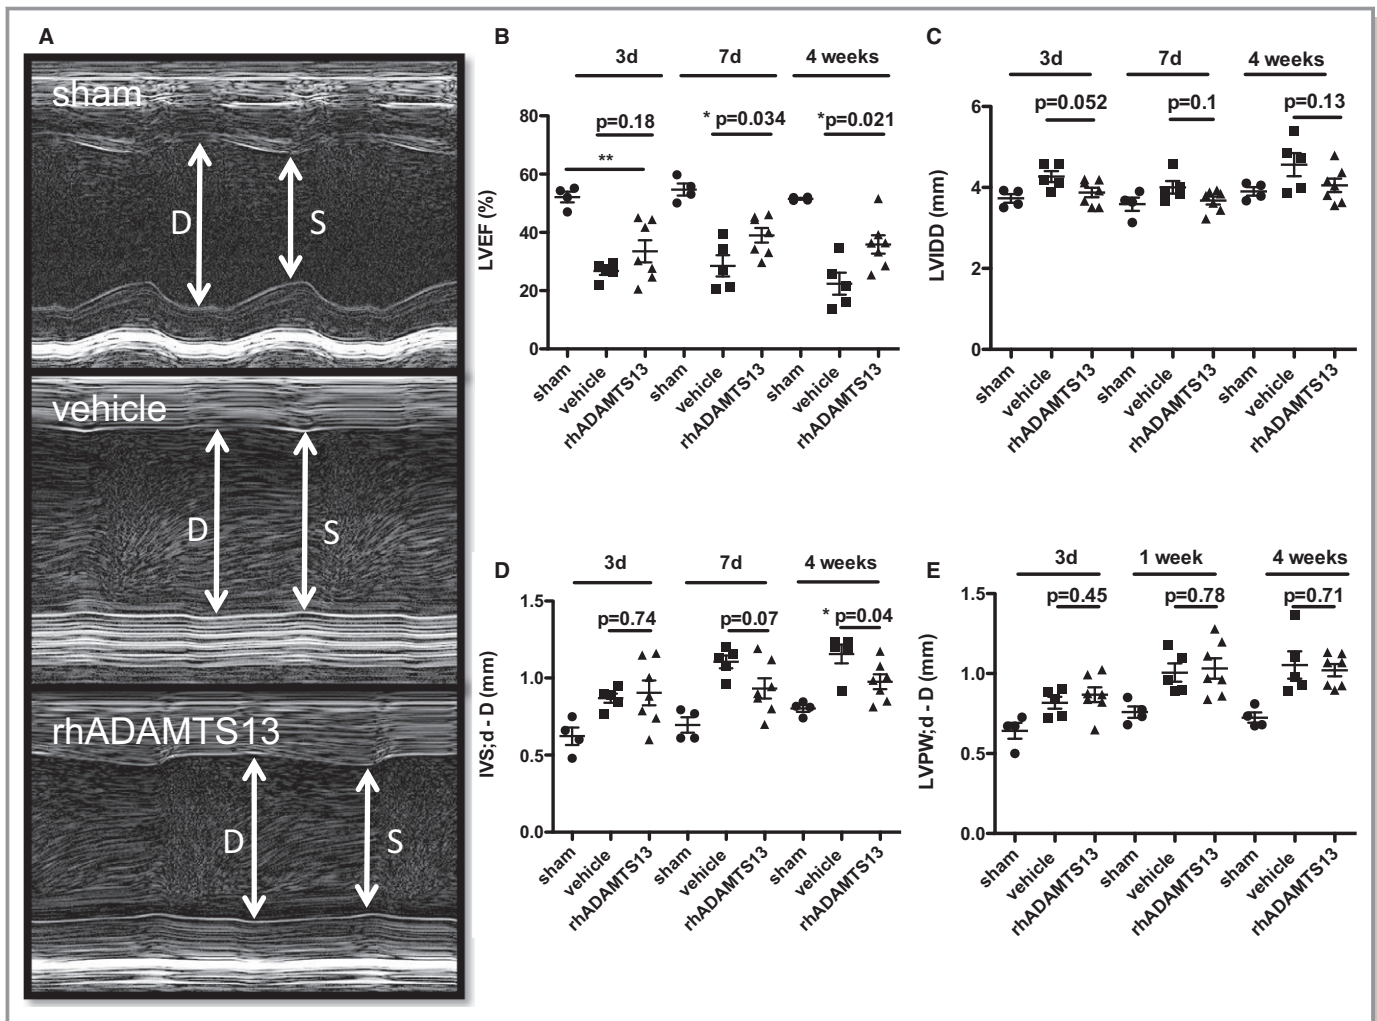 A
sham
D
S
vehicle
D
S
rhADAMTS13
D
S
B
3d
7d
4 weeks
p=0.18
* p=0.034
*p=0.021
**
LVEF (%)
80
60
40
20
0
sham
vehicle
rhADAMTS13
sham
vehicle
rhADAMTS13
sham
vehicle
rhADAMTS13
C
3d
7d
4 weeks
p=0.052
p=0.1
p=0.13
LVIDD (mm)
6
4
2
0
sham
vehicle
rhADAMTS13
sham
vehicle
rhADAMTS13
sham
vehicle
rhADAMTS13
D
3d
7d
4 weeks
p=0.74
p=0.07
* p=0.04
IVS;d - D (mm)
1.5
1.0
0.5
0.0
sham
vehicle
rhADAMTS13
sham
vehicle
rhADAMTS13
sham
vehicle
rhADAMTS13
E
3d
1 week
4 weeks
p=0.45
p=0.78
p=0.71
LVPW;d - D (mm)
1.5
1.0
0.5
0.0
sham
vehicle
rhADAMTS13
sham
vehicle
rhADAMTS13
sham
vehicle
rhADAMTS13